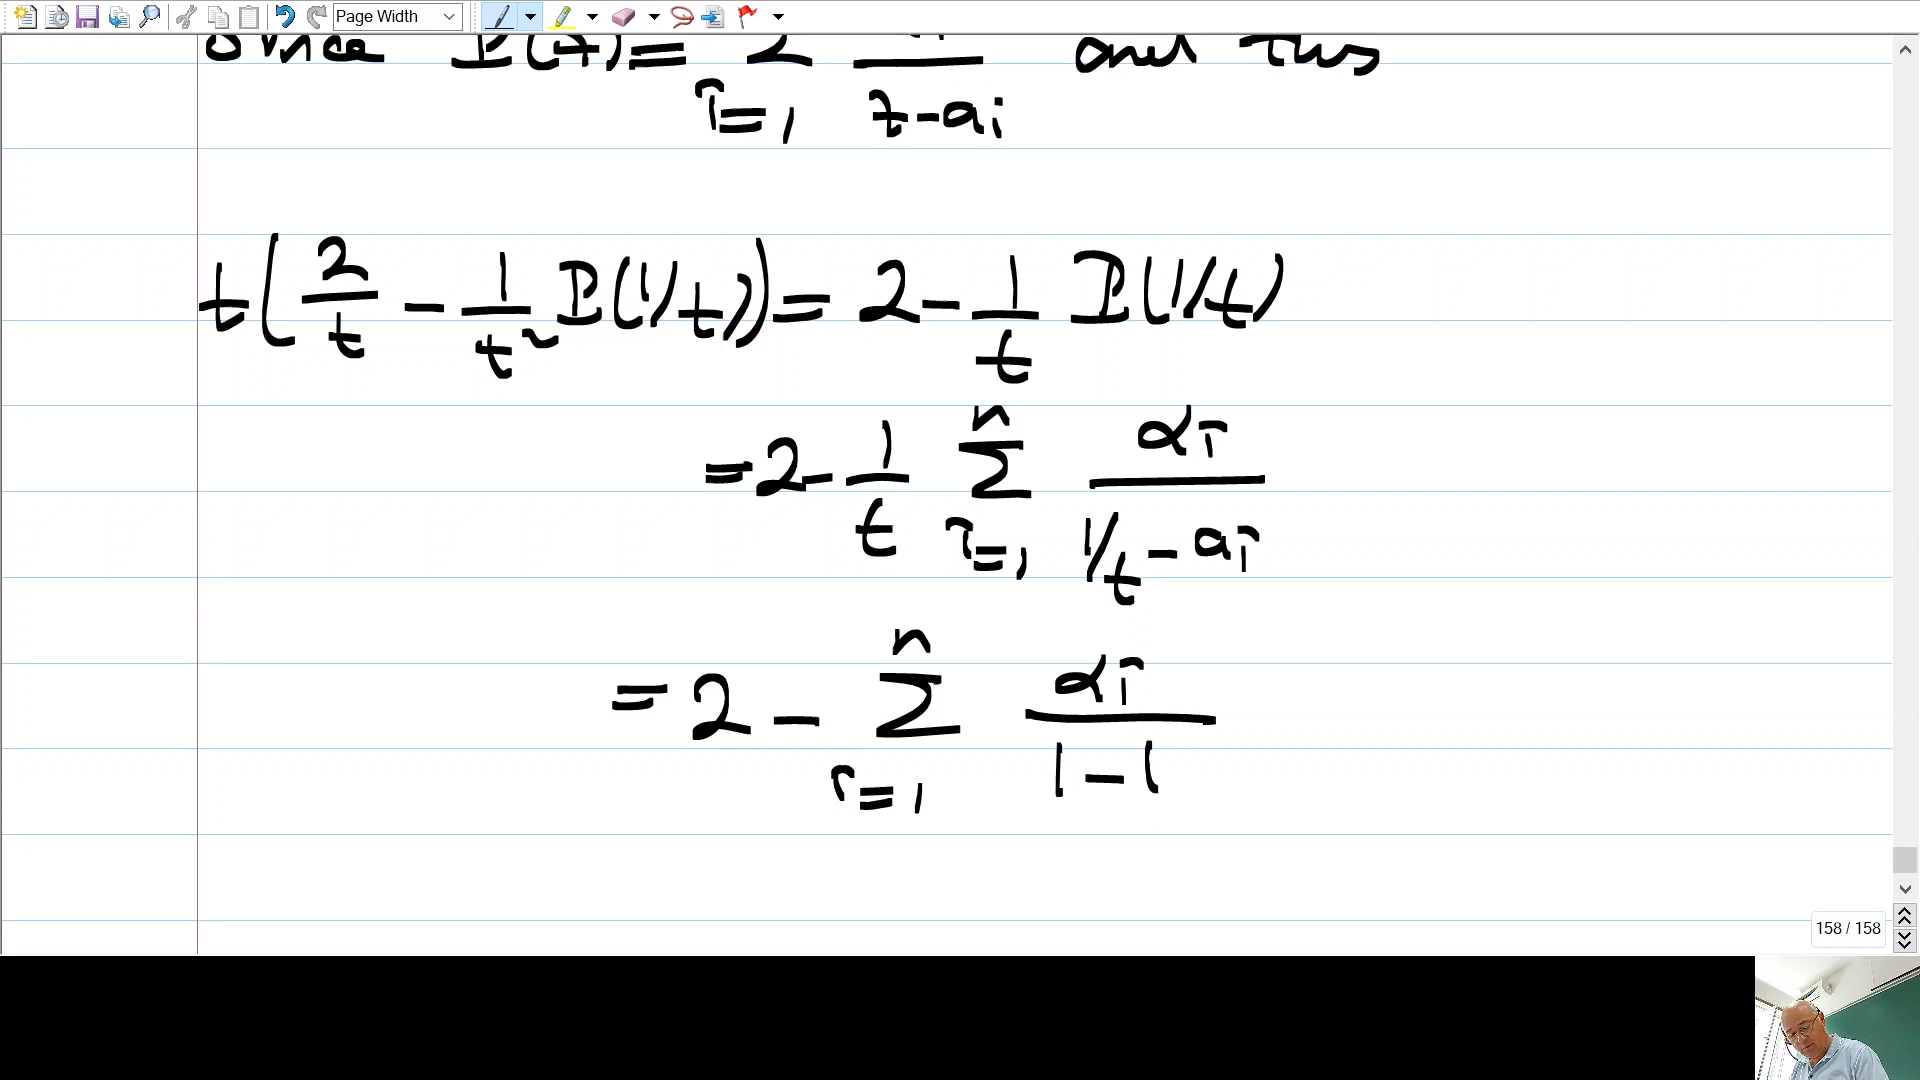 Page Width
Since P(z)= Σ i=1 αi/(z-ai) and thus
t(2/t - 1/t² P(1/t)) = 2 - 1/t P(1/t)
= 2 - 1/t Σ i=1 n αi/(1/t - ai)
= 2 - Σ i=1 n αi/(1-1
158 / 158